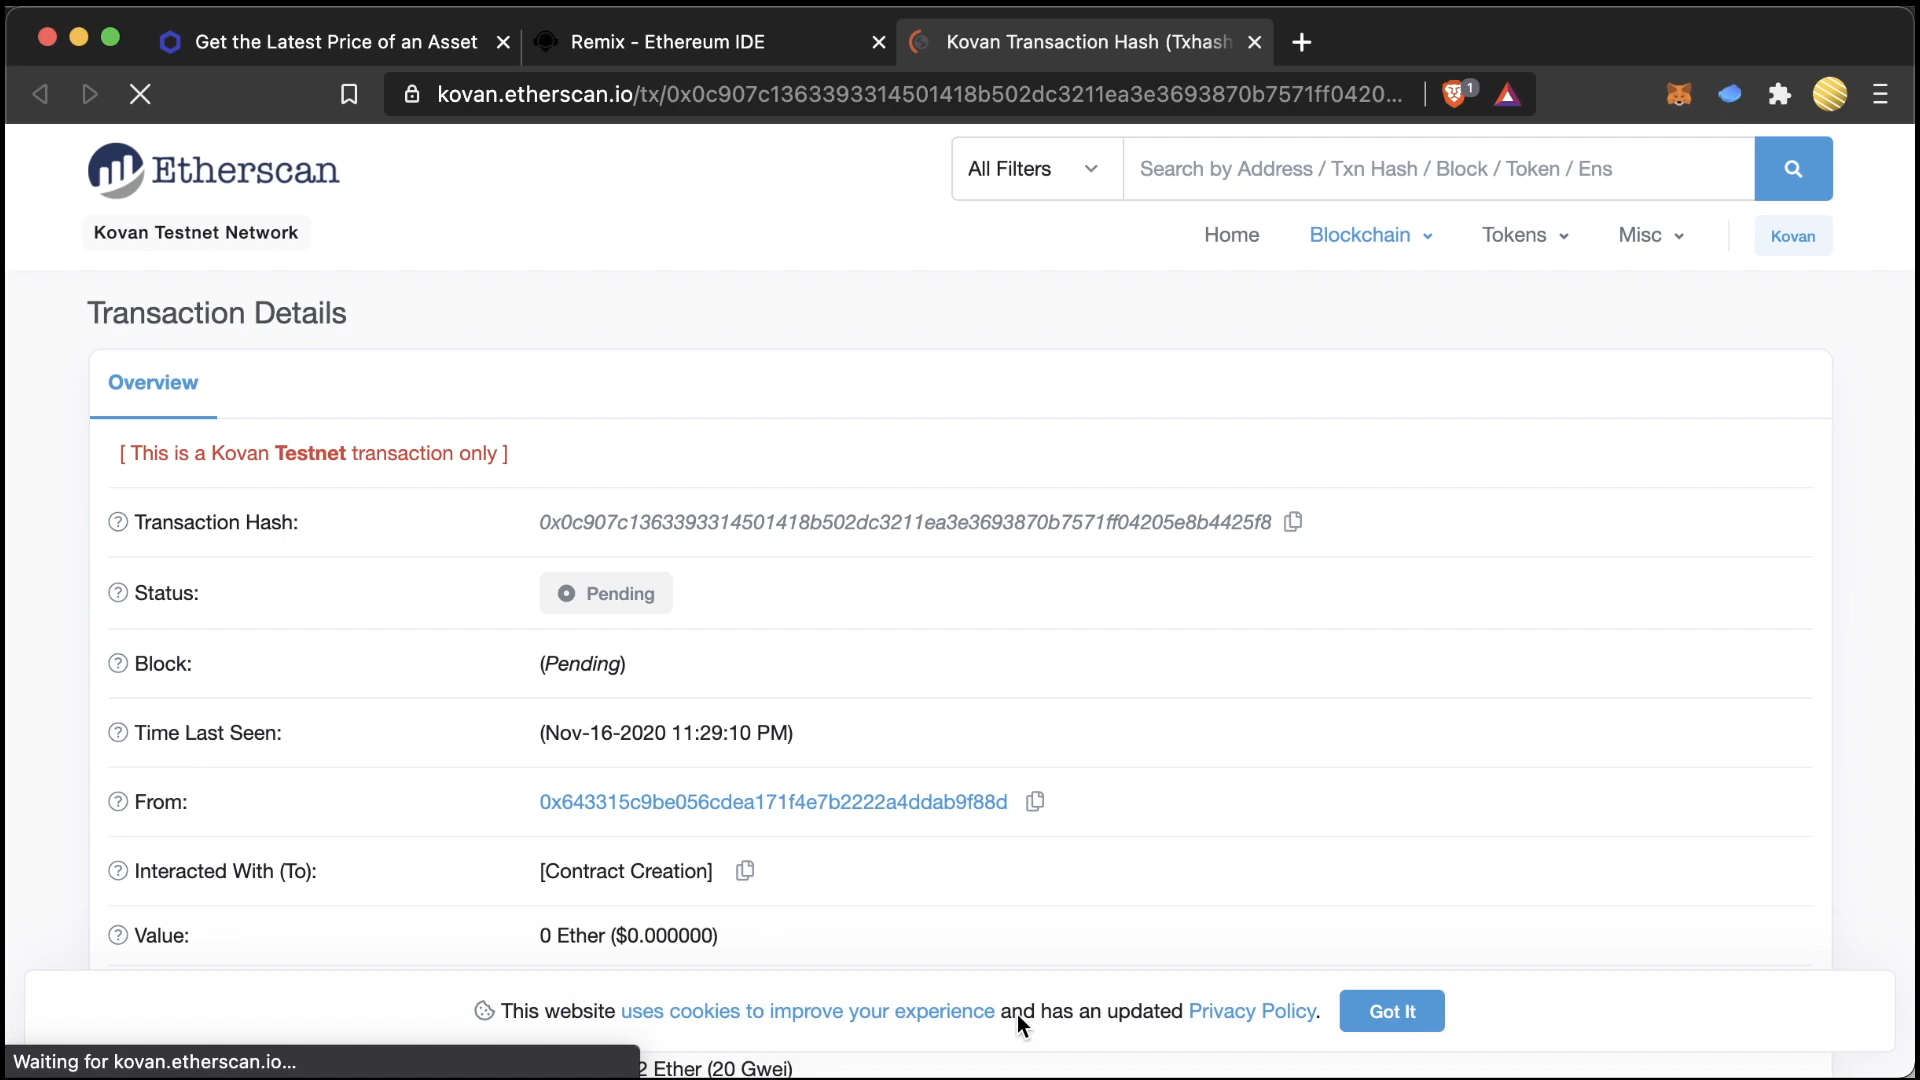 Get the Latest Price of an Asset
Remix - Ethereum IDE
Kovan Transaction Hash (Txhash
kovan.etherscan.io/tx/0x0c907c1363393314501418b502dc3211ea3e3693870b7571ff0420...
1
Etherscan
All Filters
Search by Address / Txn Hash / Block / Token / Ens
Kovan Testnet Network
Home
Blockchain
Tokens
Misc
Kovan
Transaction Details
Overview
[ This is a Kovan Testnet transaction only ]
Transaction Hash: 0x0c907c1363393314501418b502dc3211ea3e3693870b7571ff04205e8b4425f8
Status: Pending
Block: (Pending)
Time Last Seen: (Nov-16-2020 11:29:10 PM)
From: 0x643315c9be056cdea171f4e7b2222a4ddab9f88d
Interacted With (To): [Contract Creation]
Value: 0 Ether ($0.000000)
This website uses cookies to improve your experience and has an updated Privacy Policy.
Got It
Waiting for kovan.etherscan.io...
2 Ether (20 Gwei)